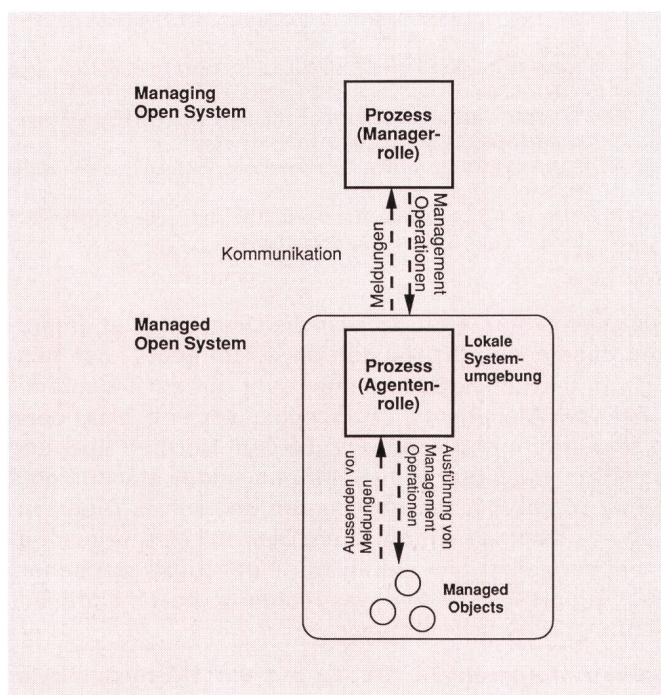 Managing
Open System
Prozess
(Manager-
rolle)
Kommunikation
Meldungen
Management
Operationen
Managed
Open System
Prozess
(Agenten-
rolle)
Lokale
System-
umgebung
Aussenden von
Meldungen
Ausführung von
Management
Operationen
Managed
Objects